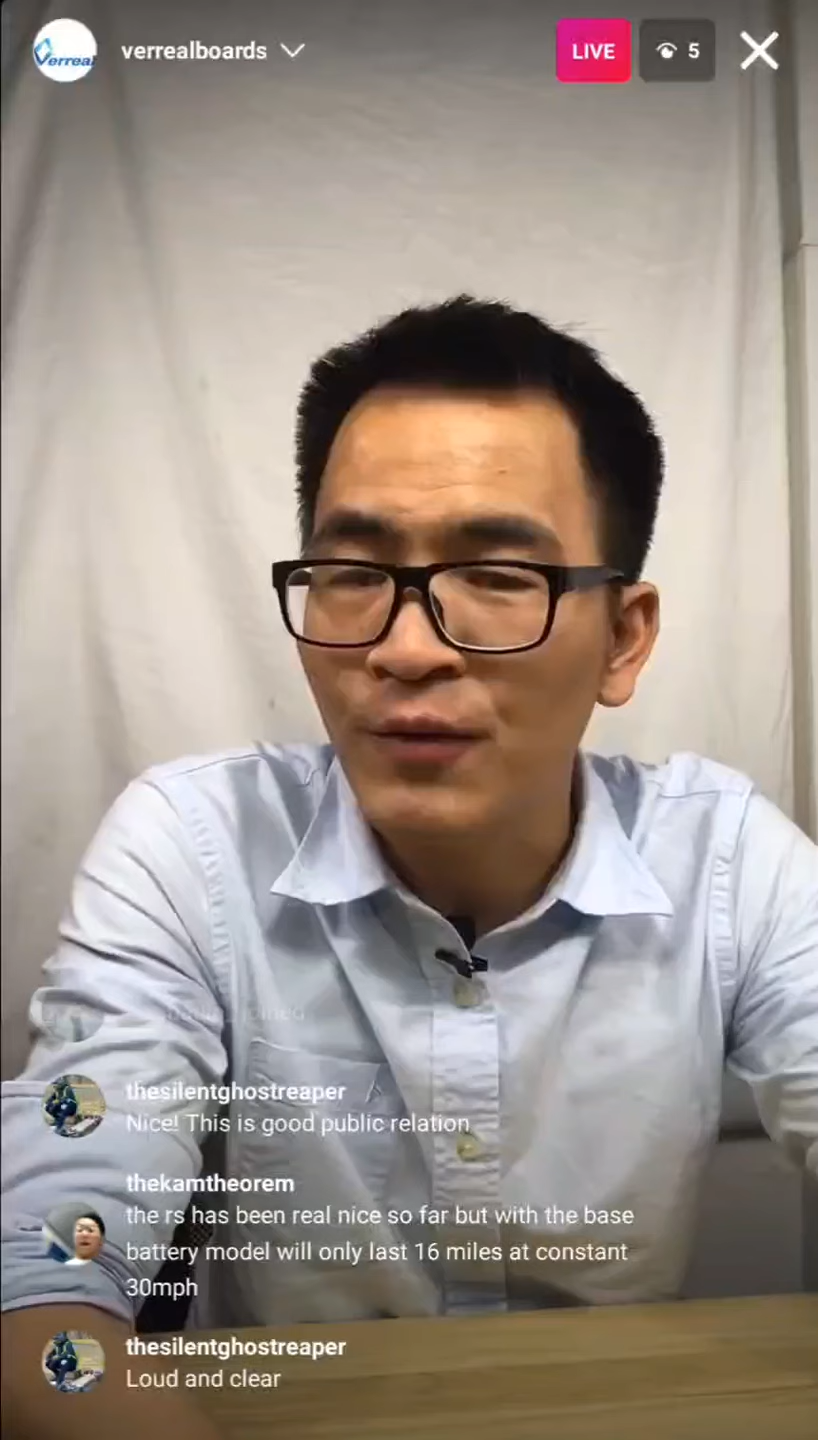 Verreal
verrealboards
LIVE
5
joined
thesilentghostreaper
Nice! This is good public relation
thekamtheorem
the rs has been real nice so far but with the base
battery model will only last 16 miles at constant
30mph
thesilentghostreaper
Loud and clear